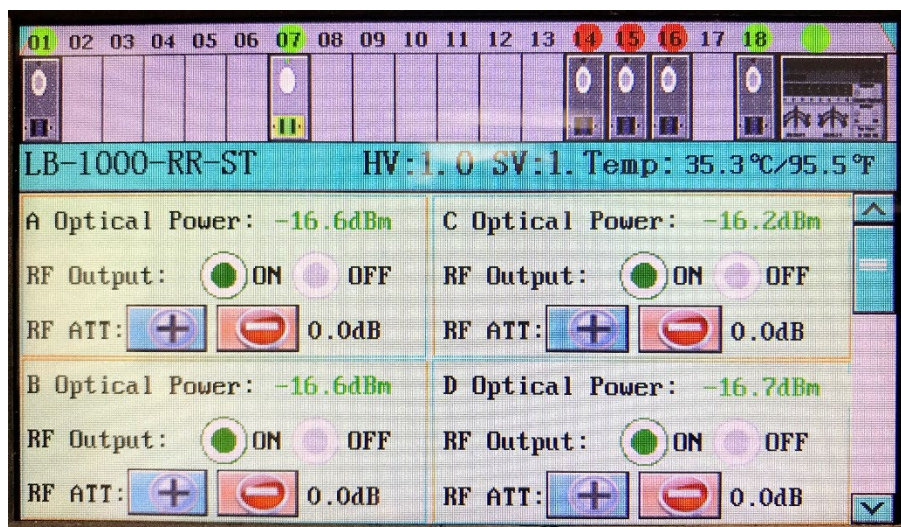 01 02 03 04 05 06 07 08 09 10 11 12 13 14 15 16 17 18
LB-1000-RR-ST HV:1.0 SV:1. Temp: 35.3℃/95.5℉
A Optical Power: -16.6dBm
RF Output: ON OFF
RF ATT: + - 0.0dB
C Optical Power: -16.2dBm
RF Output: ON OFF
RF ATT: + - 0.0dB
B Optical Power: -16.6dBm
RF Output: ON OFF
RF ATT: + - 0.0dB
D Optical Power: -16.7dBm
RF Output: ON OFF
RF ATT: + - 0.0dB